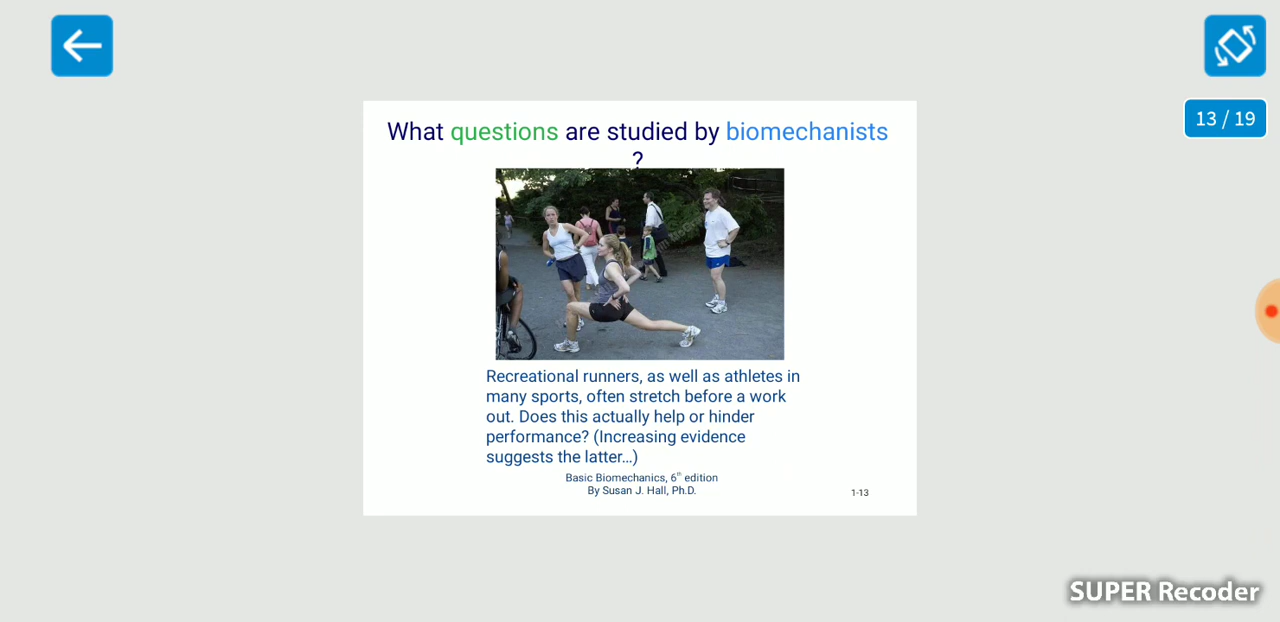 13 / 19
What questions are studied by biomechanists
?
Recreational runners, as well as athletes in
many sports, often stretch before a work
out. Does this actually help or hinder
performance? (Increasing evidence
suggests the latter...)
Basic Biomechanics, 6th edition
By Susan J. Hall, Ph.D.
1-13
SUPER Recoder